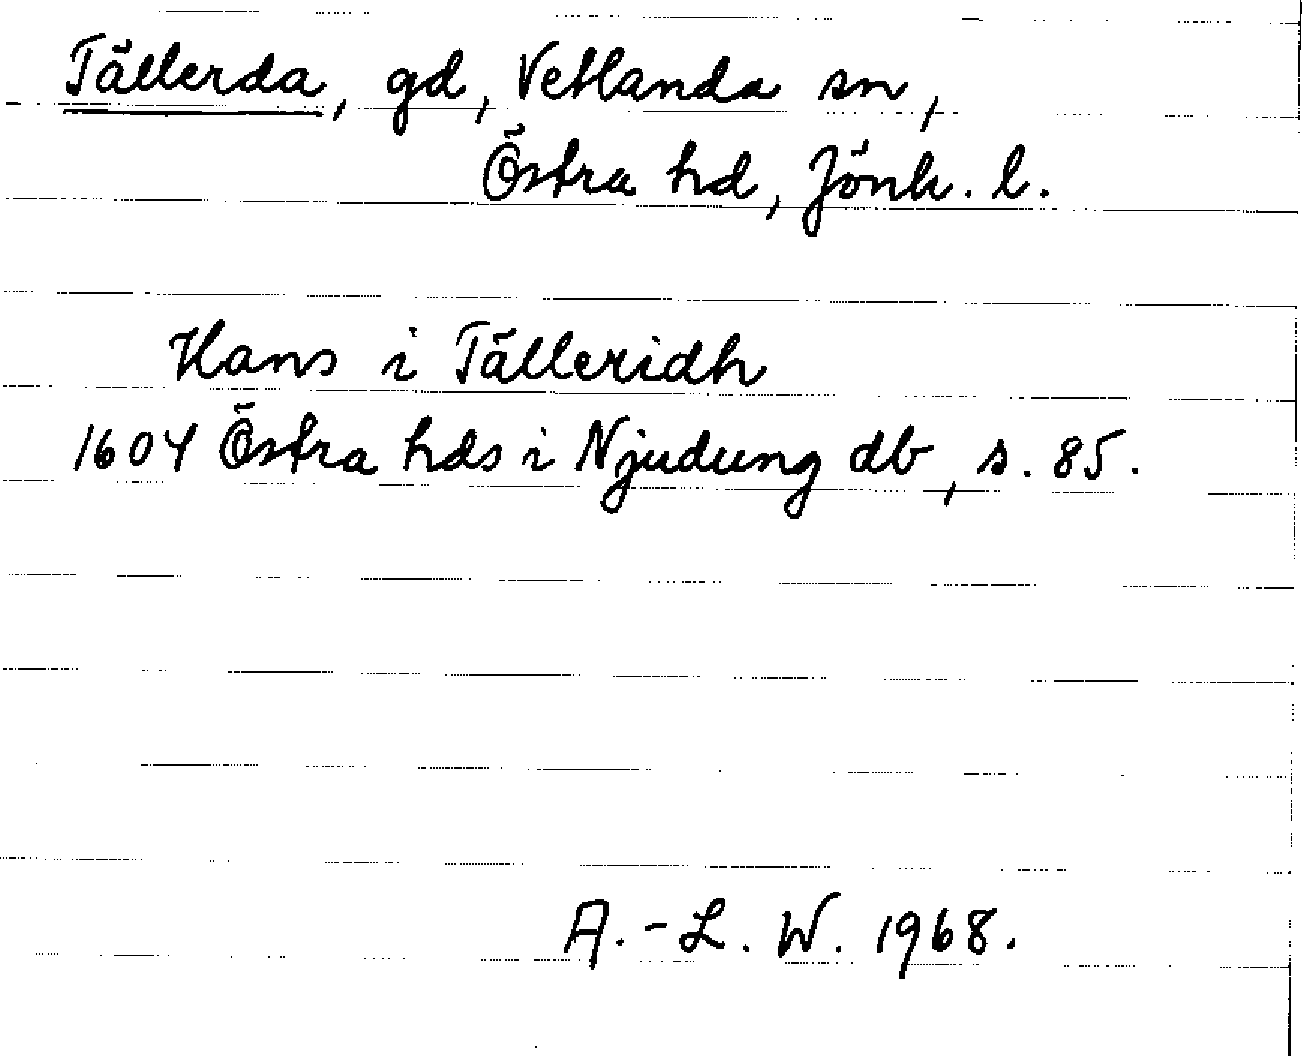 Tällerda, gd, Vetlanda sn,
Östra hd, Jönk. l.
Hans i Tälleridh
1604 Östra hds i Njudung db, s. 85.
A.-L. W. 1968.